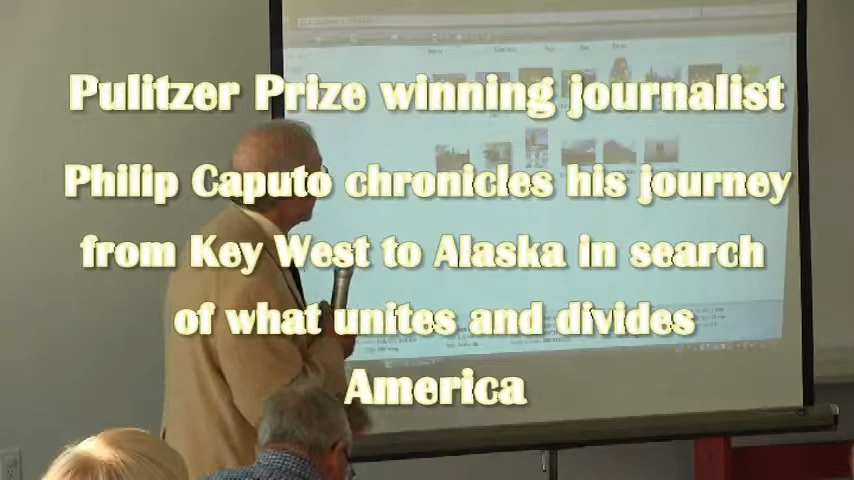 Pulitzer Prize winning journalist
Philip Caputo chronicles his journey
from Key West to Alaska in search
of what unites and divides
America